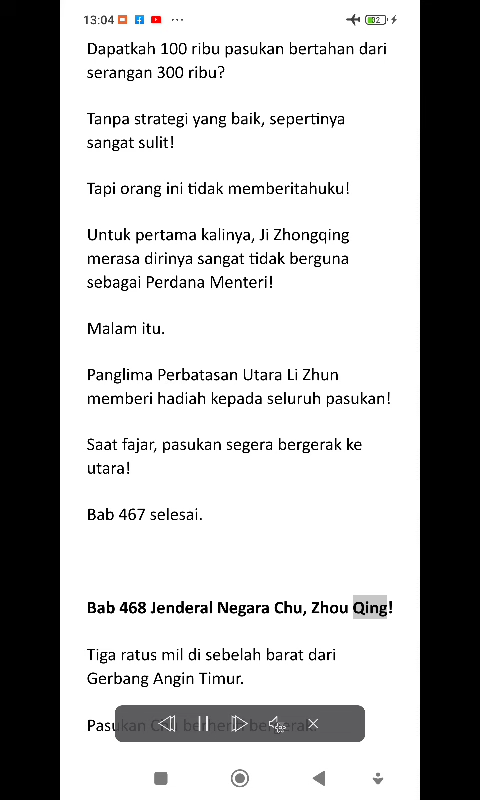 13:04
82
Dapatkah 100 ribu pasukan bertahan dari
serangan 300 ribu?
Tanpa strategi yang baik, sepertinya
sangat sulit!
Tapi orang ini tidak memberitahuku!
Untuk pertama kalinya, Ji Zhongqing
merasa dirinya sangat tidak berguna
sebagai Perdana Menteri!
Malam itu.
Panglima Perbatasan Utara Li Zhun
memberi hadiah kepada seluruh pasukan!
Saat fajar, pasukan segera bergerak ke
utara!
Bab 467 selesai.
Bab 468 Jenderal Negara Chu, Zhou Qing!
Tiga ratus mil di sebelah barat dari
Gerbang Angin Timur.
Pasukan